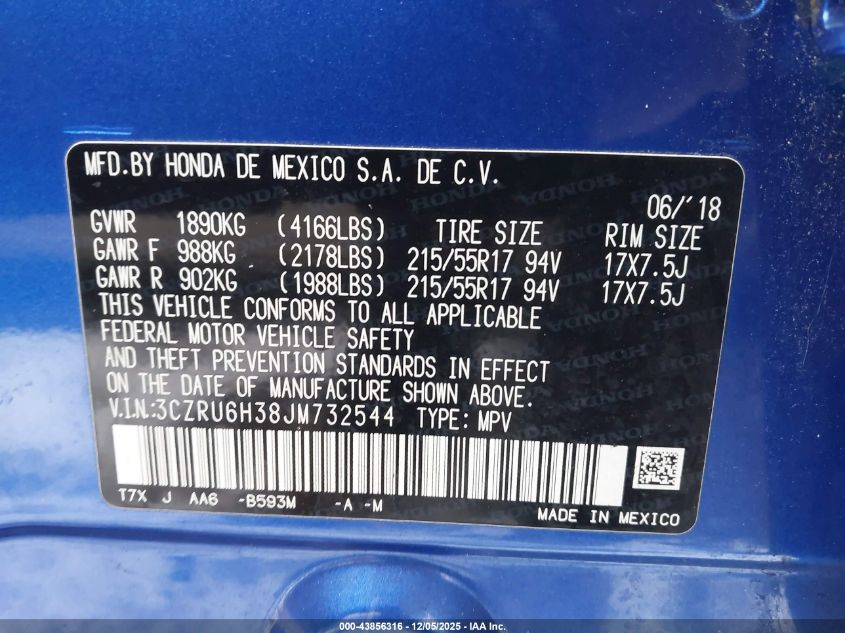 MFD.BY HONDA DE MEXICO S.A. DE C.V.
06/'18
GVWR 1890KG (4166LBS) TIRE SIZE RIM SIZE
GAWR F 988KG (2178LBS) 215/55R17 94V 17X7.5J
GAWR R 902KG (1988LBS) 215/55R17 94V 17X7.5J
THIS VEHICLE CONFORMS TO ALL APPLICABLE
FEDERAL MOTOR VEHICLE SAFETY
AND THEFT PREVENTION STANDARDS IN EFFECT
ON THE DATE OF MANUFACTURE SHOWN ABOVE.
V.I.N.:3CZRU6H38JM732544 TYPE: MPV
T7X J AA6 -B593M -A -M
MADE IN MEXICO
000-43856316 - 12/05/2025 - IAA Inc.